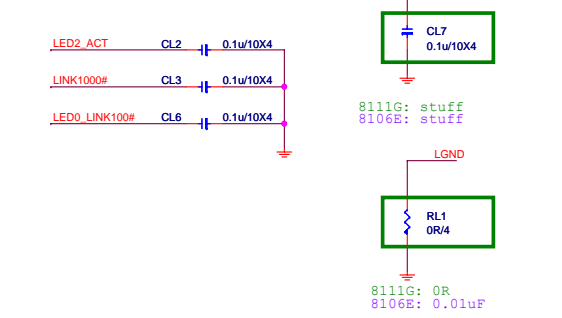 LED2_ACT CL2 0.1u/10X4
LINK1000# CL3 0.1u/10X4
LED0_LINK100# CL6 0.1u/10X4
CL7
0.1u/10X4
8111G: stuff
8106E: stuff
LGND
RL1
0R/4
8111G: 0R
8106E: 0.01uF